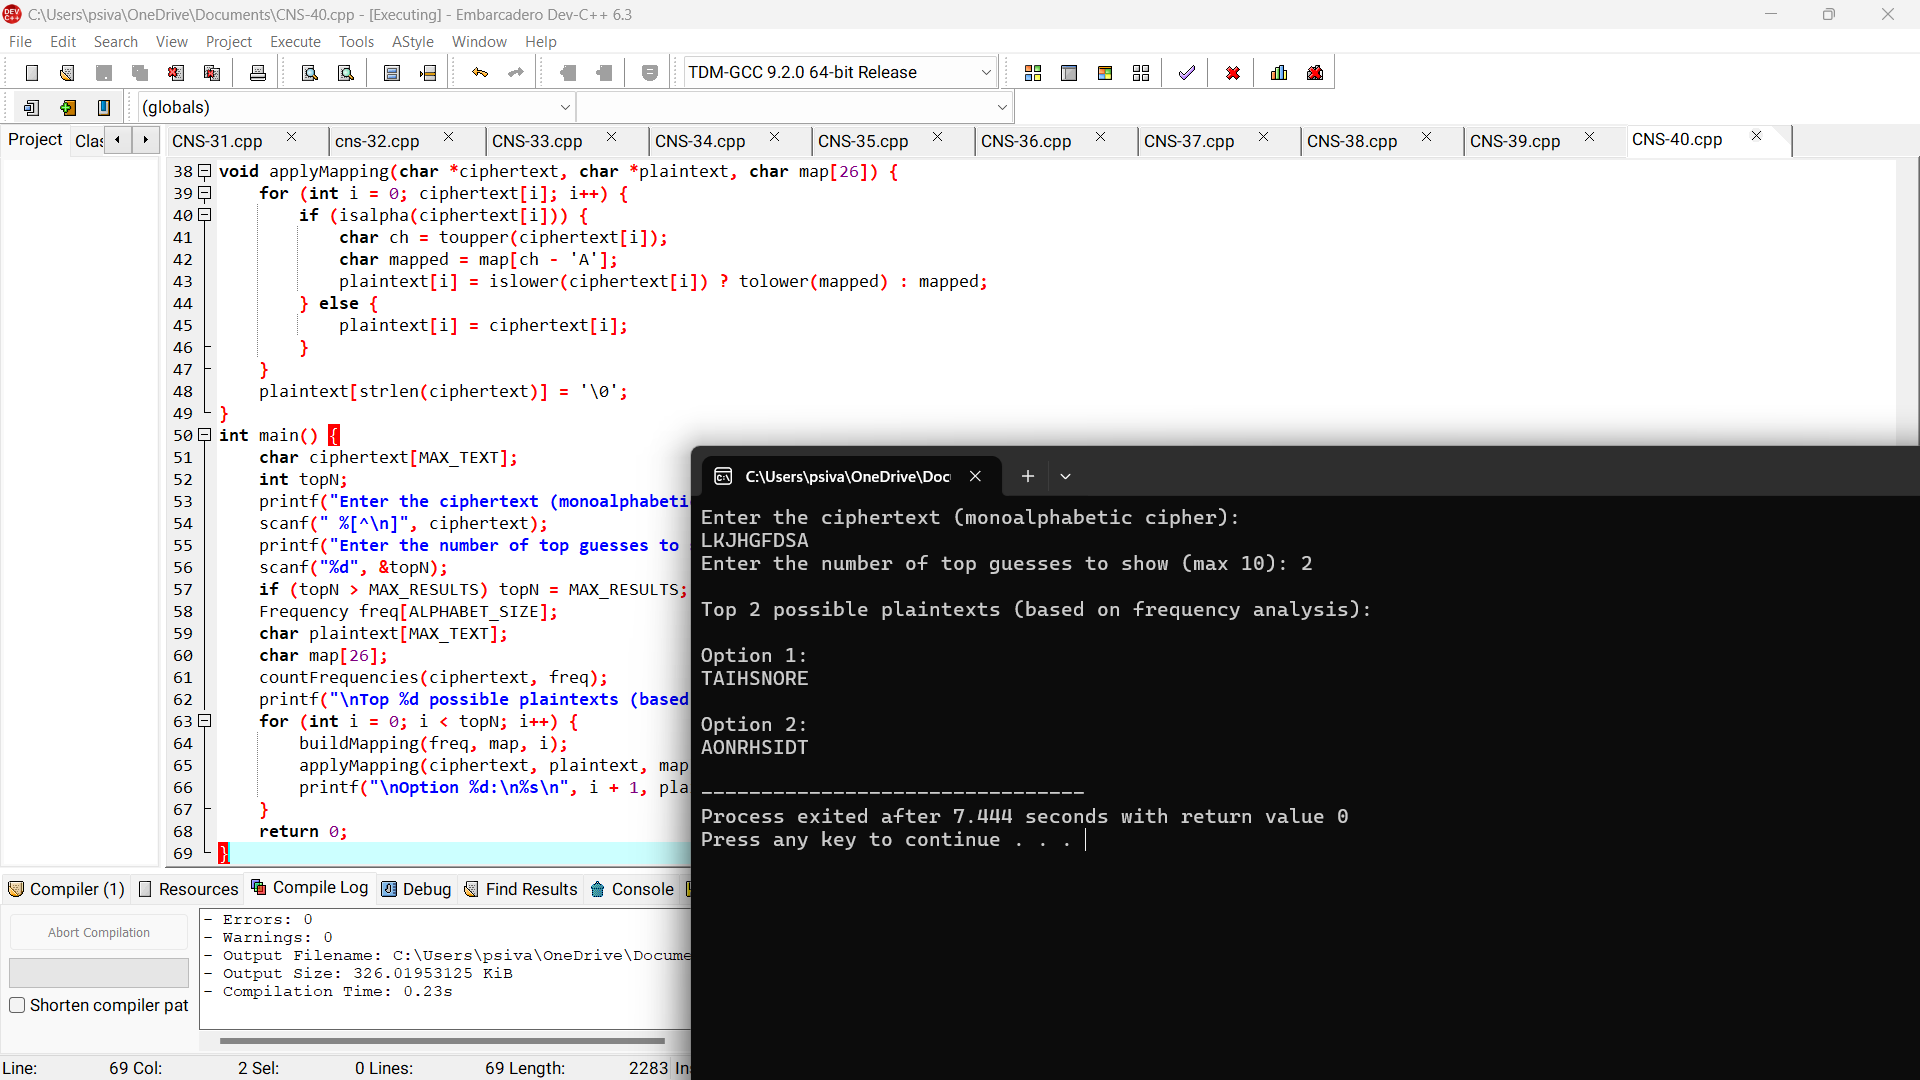 C:\Users\psiva\OneDrive\Documents\CNS-40.cpp - [Executing] - Embarcadero Dev-C++ 6.3
File Edit Search View Project Execute Tools AStyle Window Help
TDM-GCC 9.2.0 64-bit Release
(globals)
Project Clas
CNS-31.cpp cns-32.cpp CNS-33.cpp CNS-34.cpp CNS-35.cpp CNS-36.cpp CNS-37.cpp CNS-38.cpp CNS-39.cpp CNS-40.cpp
38 void applyMapping(char *ciphertext, char *plaintext, char map[26]) {
39 for (int i = 0; ciphertext[i]; i++) {
40 if (isalpha(ciphertext[i])) {
41 char ch = toupper(ciphertext[i]);
42 char mapped = map[ch - 'A'];
43 plaintext[i] = islower(ciphertext[i]) ? tolower(mapped) : mapped;
44 } else {
45 plaintext[i] = ciphertext[i];
46 }
47 }
48 plaintext[strlen(ciphertext)] = '\0';
49 }
50 int main() {
51 char ciphertext[MAX_TEXT];
52 int topN;
53 printf("Enter the ciphertext (monoalphabeti
54 scanf(" %[^\n]", ciphertext);
55 printf("Enter the number of top guesses to
56 scanf("%d", &topN);
57 if (topN > MAX_RESULTS) topN = MAX_RESULTS;
58 Frequency freq[ALPHABET_SIZE];
59 char plaintext[MAX_TEXT];
60 char map[26];
61 countFrequencies(ciphertext, freq);
62 printf("\nTop %d possible plaintexts (based
63 for (int i = 0; i < topN; i++) {
64 buildMapping(freq, map, i);
65 applyMapping(ciphertext, plaintext, map
66 printf("\nOption %d:\n%s\n", i + 1, pla
67 }
68 return 0;
69 }
C:\Users\psiva\OneDrive\Doc
Enter the ciphertext (monoalphabetic cipher):
LKJHGFDSA
Enter the number of top guesses to show (max 10): 2
Top 2 possible plaintexts (based on frequency analysis):
Option 1:
TAIHSNORE
Option 2:
AONRHSIDT
--------------------------------
Process exited after 7.444 seconds with return value 0
Press any key to continue . . .
Compiler (1) Resources Compile Log Debug Find Results Console
Abort Compilation
Shorten compiler pat
- Errors: 0
- Warnings: 0
- Output Filename: C:\Users\psiva\OneDrive\Docume
- Output Size: 326.01953125 KiB
- Compilation Time: 0.23s
Line: 69 Col: 2 Sel: 0 Lines: 69 Length: 2283 In